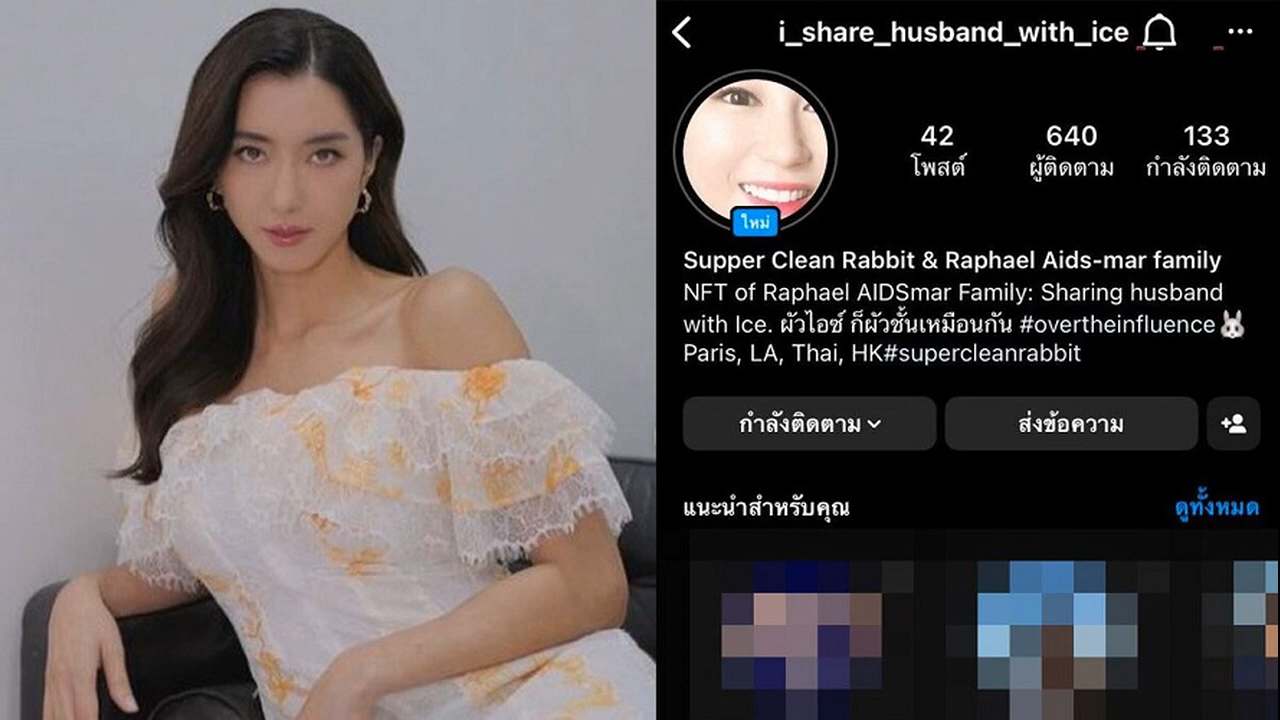 i_share_husband_with_ice
42
640
133
โพสต์
ผู้ติดตาม
กำลังติดตาม
ใหม่
Supper Clean Rabbit & Raphael Aids-mar family
NFT of Raphael AIDSmar Family: Sharing husband
with Ice. ผัวไอซ์ ก็ผัวชั้นเหมือนกัน #overtheinfluence🐰
Paris, LA, Thai, HK#supercleanrabbit
กำลังติดตาม
ส่งข้อความ
แนะนำสำหรับคุณ
ดูทั้งหมด